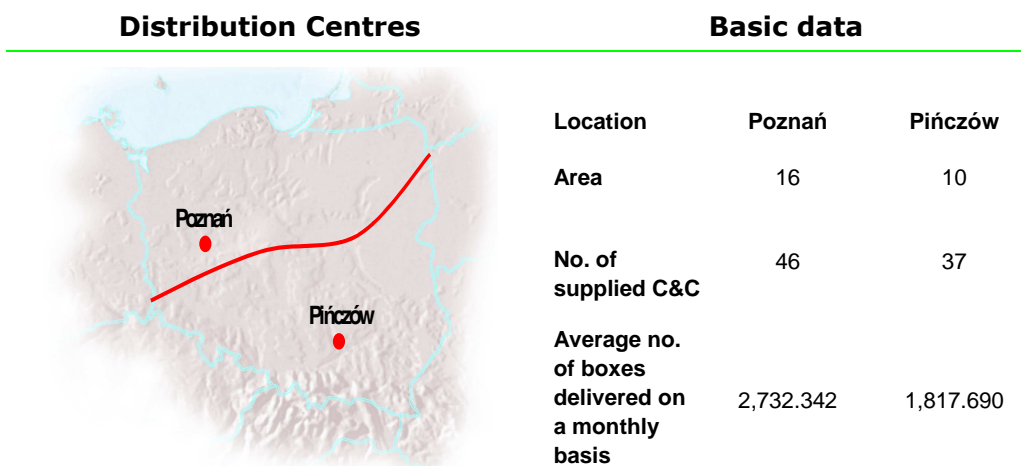 Distribution Centres
Basic data
Poznań
Pińczów
Location Poznań Pińczów
Area 16 10
No. of
supplied C&C 46 37
Average no.
of boxes
delivered on 2,732.342 1,817.690
a monthly
basis